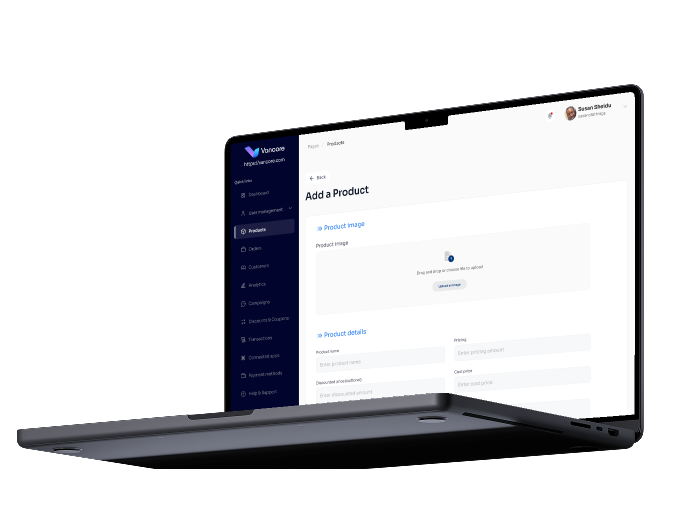 Vancore
https://vancore.com
Quick links
Dashboard
User management
Products
Orders
Customers
Analytics
Campaigns
Discounts & Coupons
Transactions
Connected apps
Payment methods
Help & Support
Pages / Products
Susan Shaidu
Back
Add a Product
Product image
Product image
Drag and drop or choose file to upload
Upload an image
Product details
Product name
Enter product name
Pricing
Enter pricing amount
Discounted price (optional)
Enter discounted amount
Cost price
Enter cost price